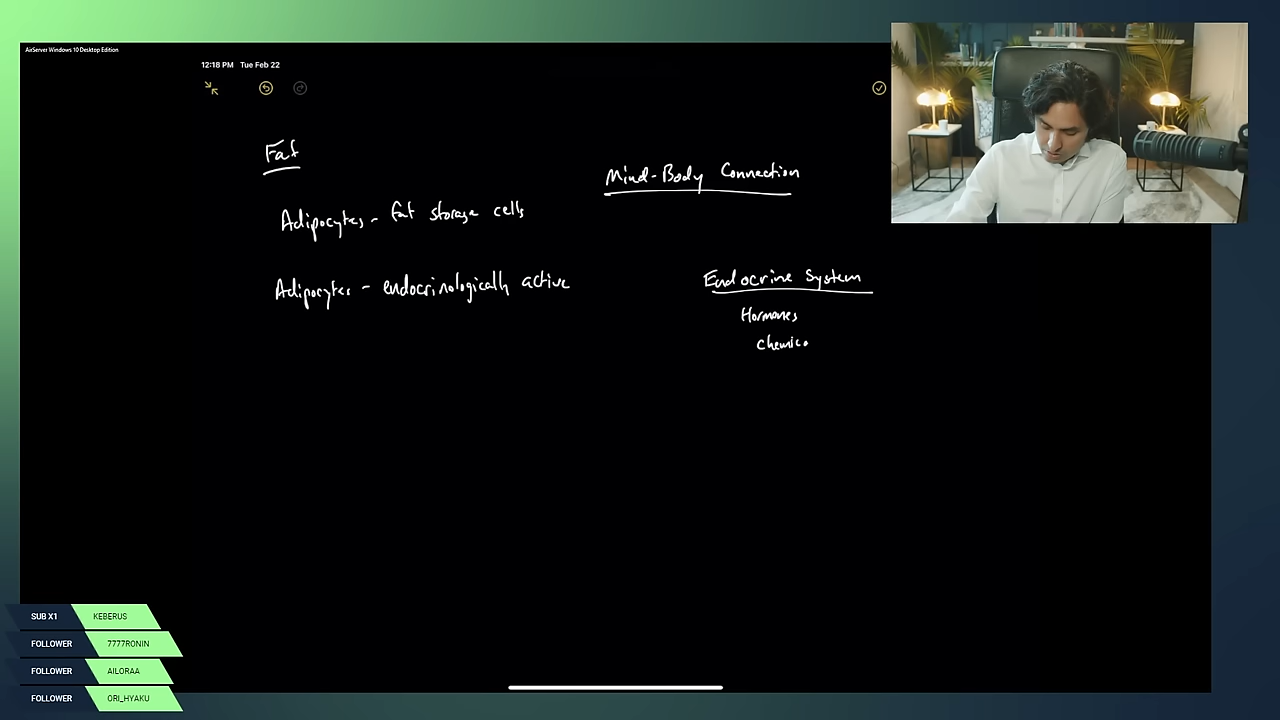 AirServer Windows 10 Desktop Edition
12:18 PM Tue Feb 22
Fat
Mind-Body Connection
Adipocytes - fat storage cells
Adipocytes - endocrinologically active
Endocrine System
Hormones
Chemica
SUB X1 KEBERUS
FOLLOWER 7777RONIN
FOLLOWER AILORAA
FOLLOWER ORI_HYAKU